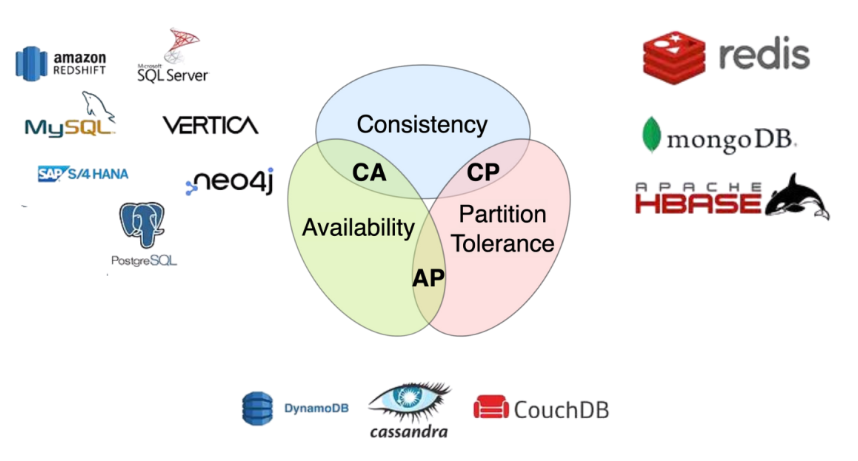 amazon
REDSHIFT
Microsoft
SQL Server
MySQL
VERTICA
SAP S/4 HANA
neo4j
PostgreSQL
Consistency
CA
CP
Availability
Partition
Tolerance
AP
redis
mongoDB
APACHE
HBASE
DynamoDB
cassandra
CouchDB